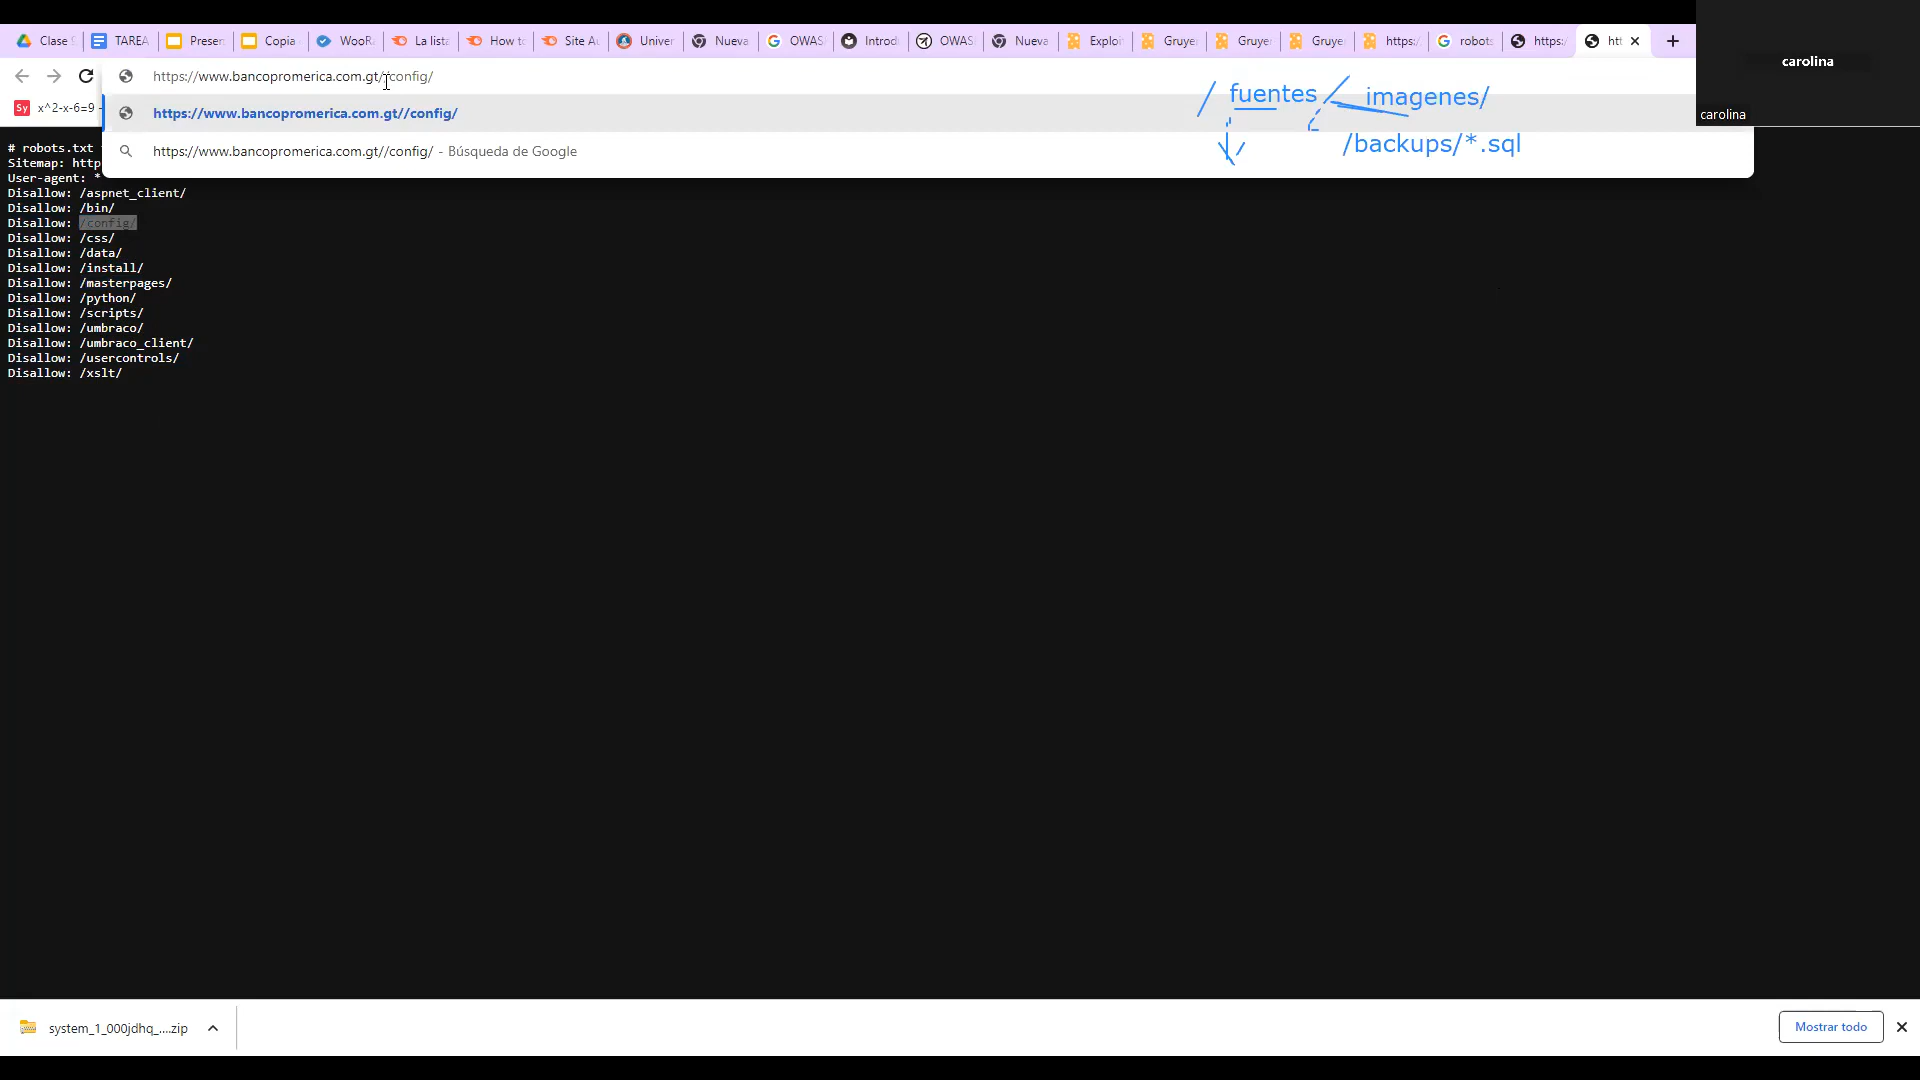 Clase S
TAREA
Presen
Copia
WooRa
La lista
How to
Site Au
Univer
Nueva
OWAS
Introdu
OWAS
Nueva
Exploi
Gruyer
Gruyer
Gruyer
https:/
robots
https:/
htt
carolina
carolina
https://www.bancopromerica.com.gt//config/
Sy x^2-x-6=9 -
https://www.bancopromerica.com.gt//config/
https://www.bancopromerica.com.gt//config/ - Búsqueda de Google
/ fuentes / imagenes/
/backups/*.sql
# robots.txt
Sitemap: http
User-agent: *
Disallow: /aspnet_client/
Disallow: /bin/
Disallow: /config/
Disallow: /css/
Disallow: /data/
Disallow: /install/
Disallow: /masterpages/
Disallow: /python/
Disallow: /scripts/
Disallow: /umbraco/
Disallow: /umbraco_client/
Disallow: /usercontrols/
Disallow: /xslt/
system_1_000jdhq_....zip
Mostrar todo